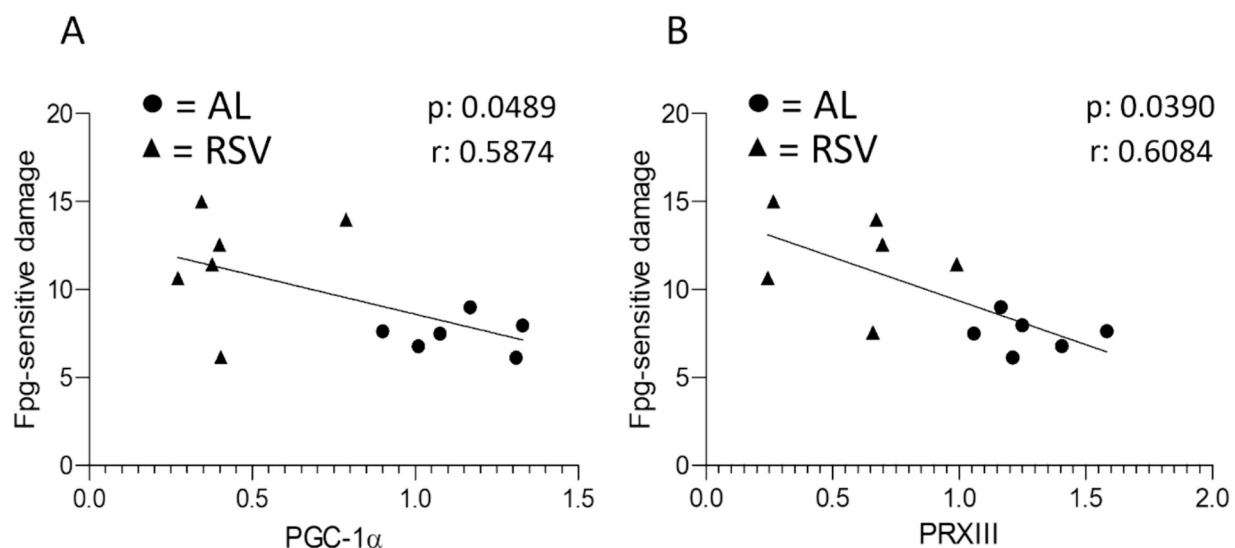 A
● = AL
▲ = RSV
p: 0.0489
r: 0.5874
Fpg-sensitive damage
20
15
10
5
0
0.0 0.5 1.0 1.5
PGC-1α
B
● = AL
▲ = RSV
p: 0.0390
r: 0.6084
Fpg-sensitive damage
20
15
10
5
0
0.0 0.5 1.0 1.5 2.0
PRXIII